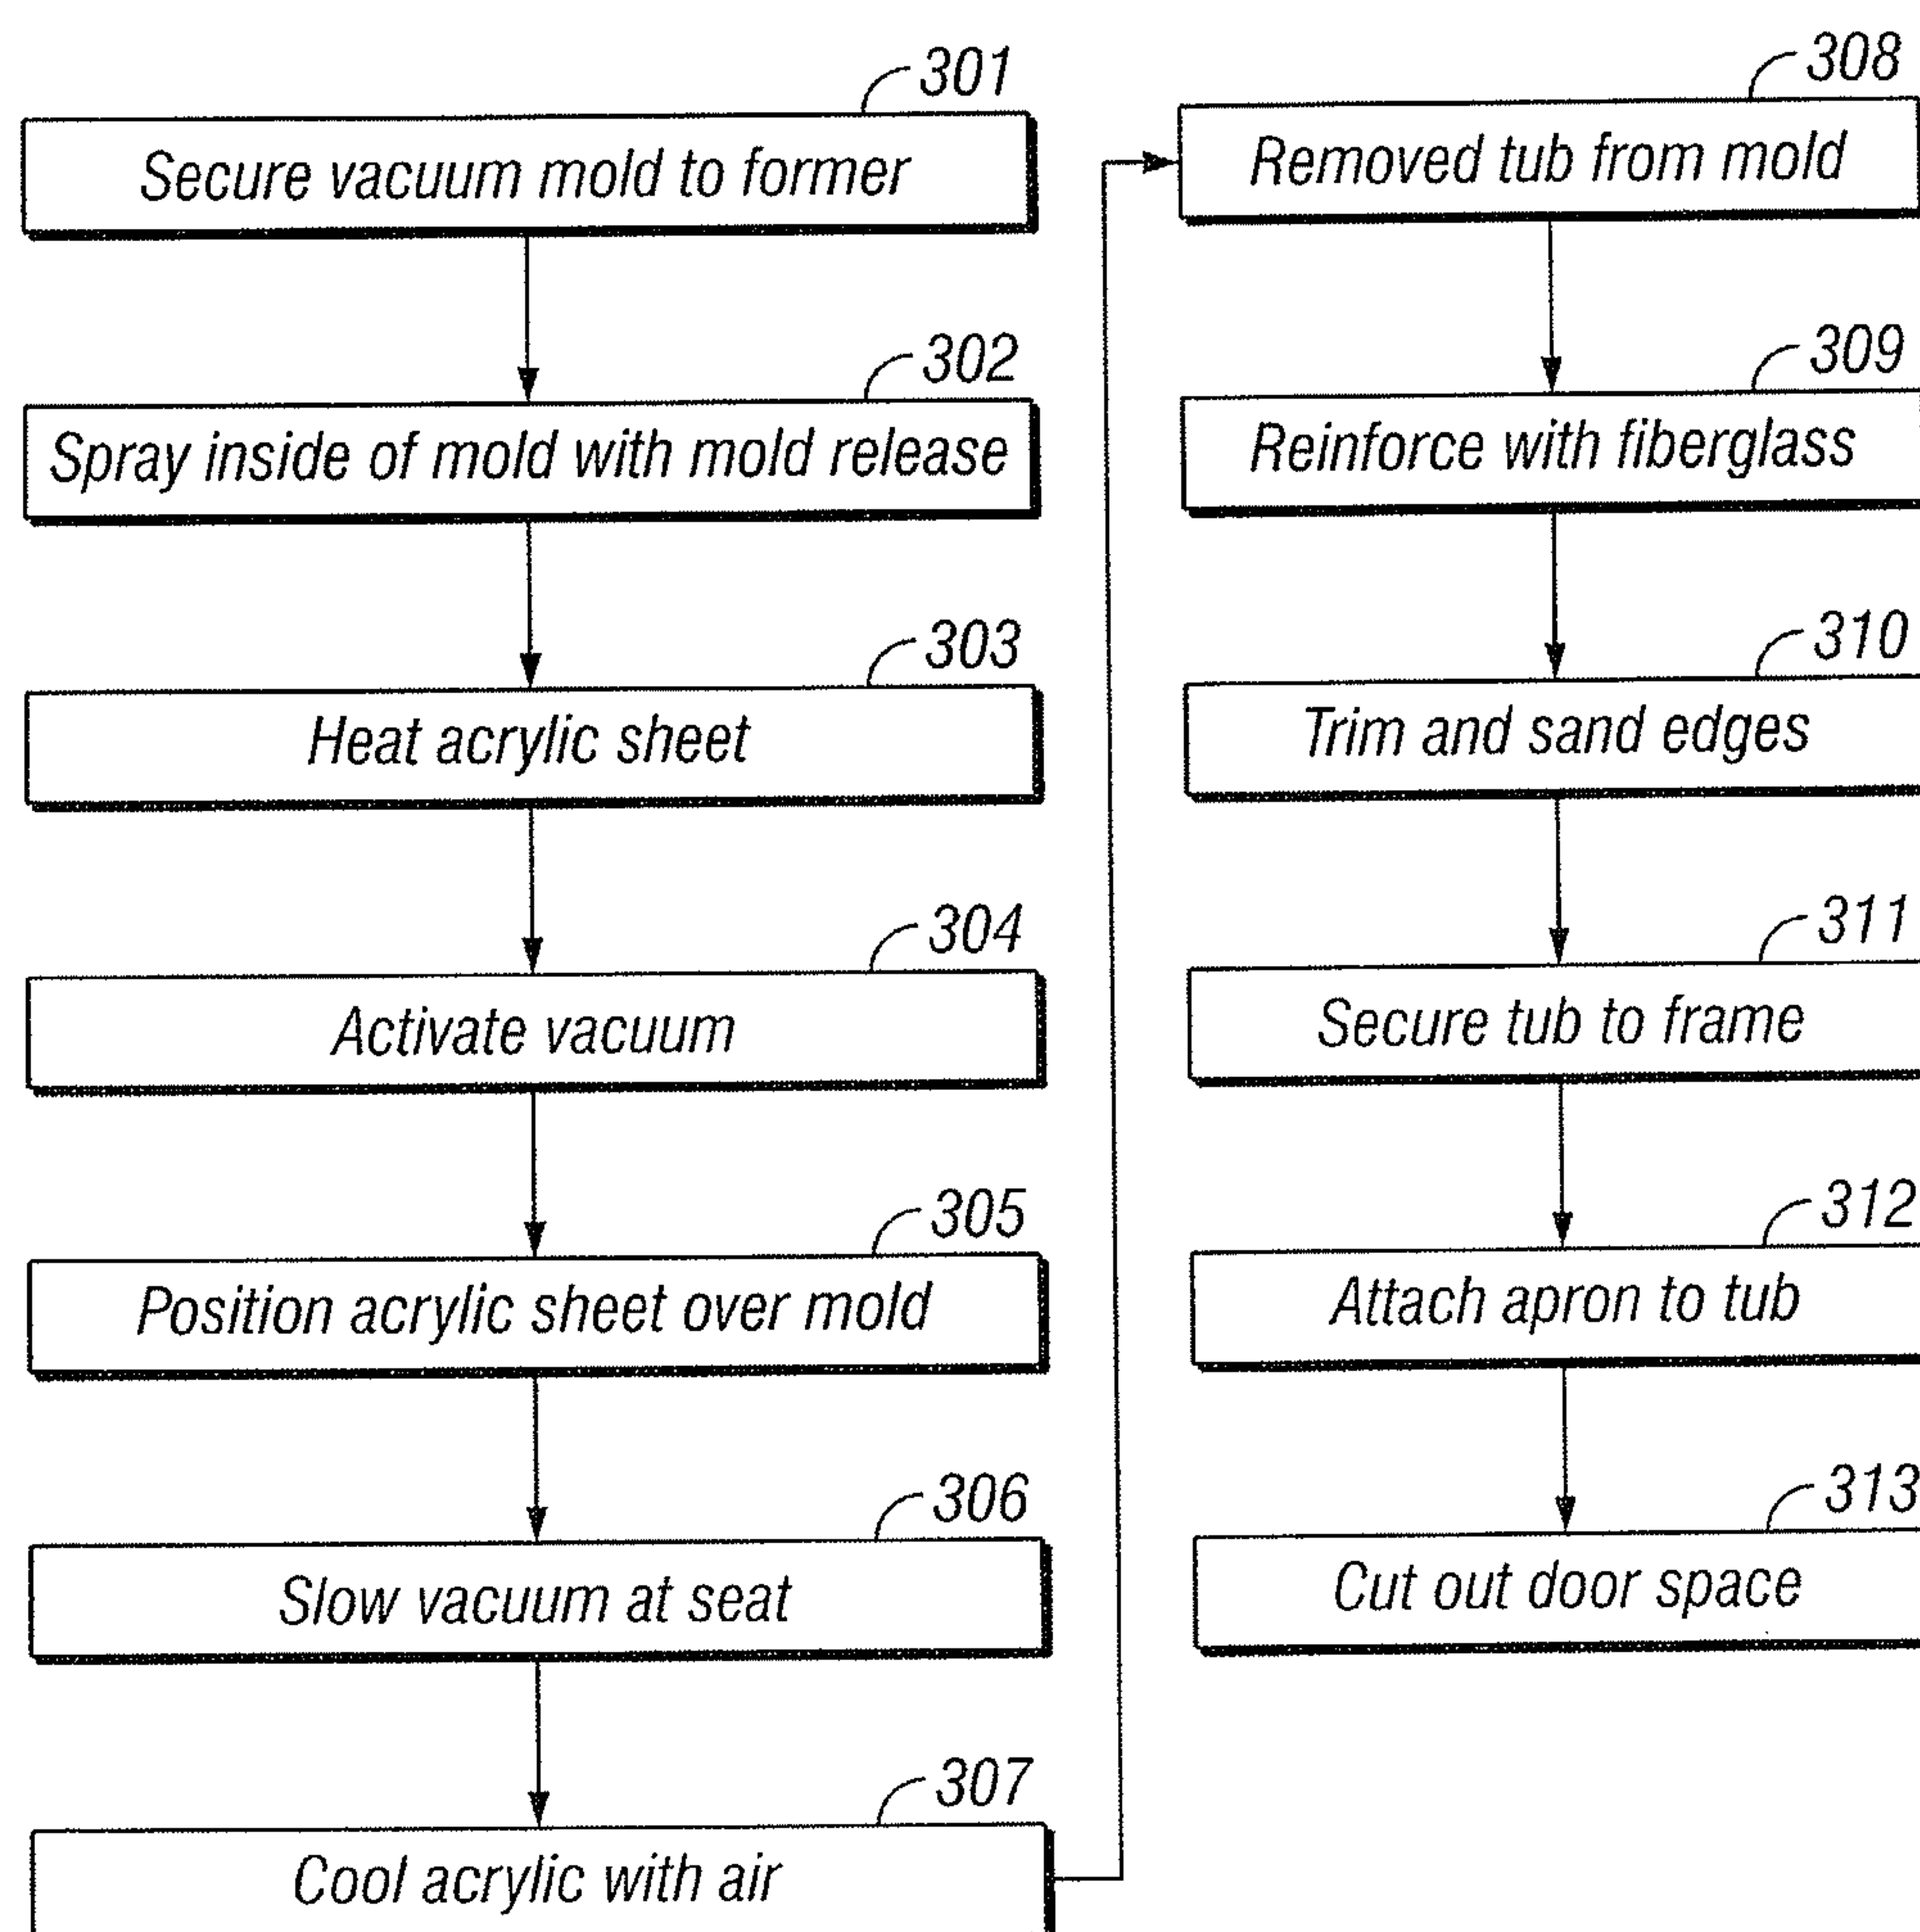 301
Secure vacuum mold to former
302
Spray inside of mold with mold release
303
Heat acrylic sheet
304
Activate vacuum
305
Position acrylic sheet over mold
306
Slow vacuum at seat
307
Cool acrylic with air
308
Removed tub from mold
309
Reinforce with fiberglass
310
Trim and sand edges
311
Secure tub to frame
312
Attach apron to tub
313
Cut out door space